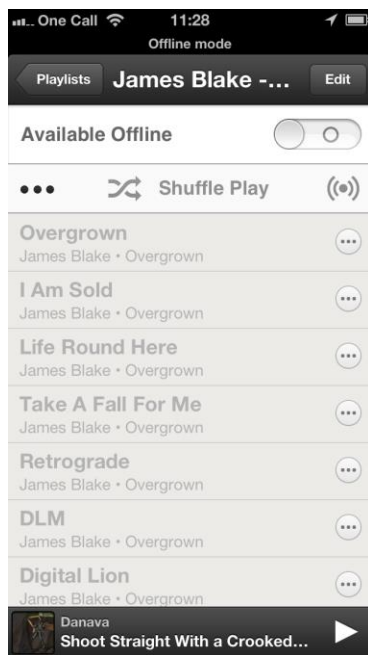 ... One Call 11:28
Offline mode
Playlists James Blake -... Edit
Available Offline
Shuffle Play
Overgrown
James Blake • Overgrown
I Am Sold
James Blake • Overgrown
Life Round Here
James Blake • Overgrown
Take A Fall For Me
James Blake • Overgrown
Retrograde
James Blake • Overgrown
DLM
James Blake • Overgrown
Digital Lion
James Blake • Overgrown
Danava
Shoot Straight With a Crooked...